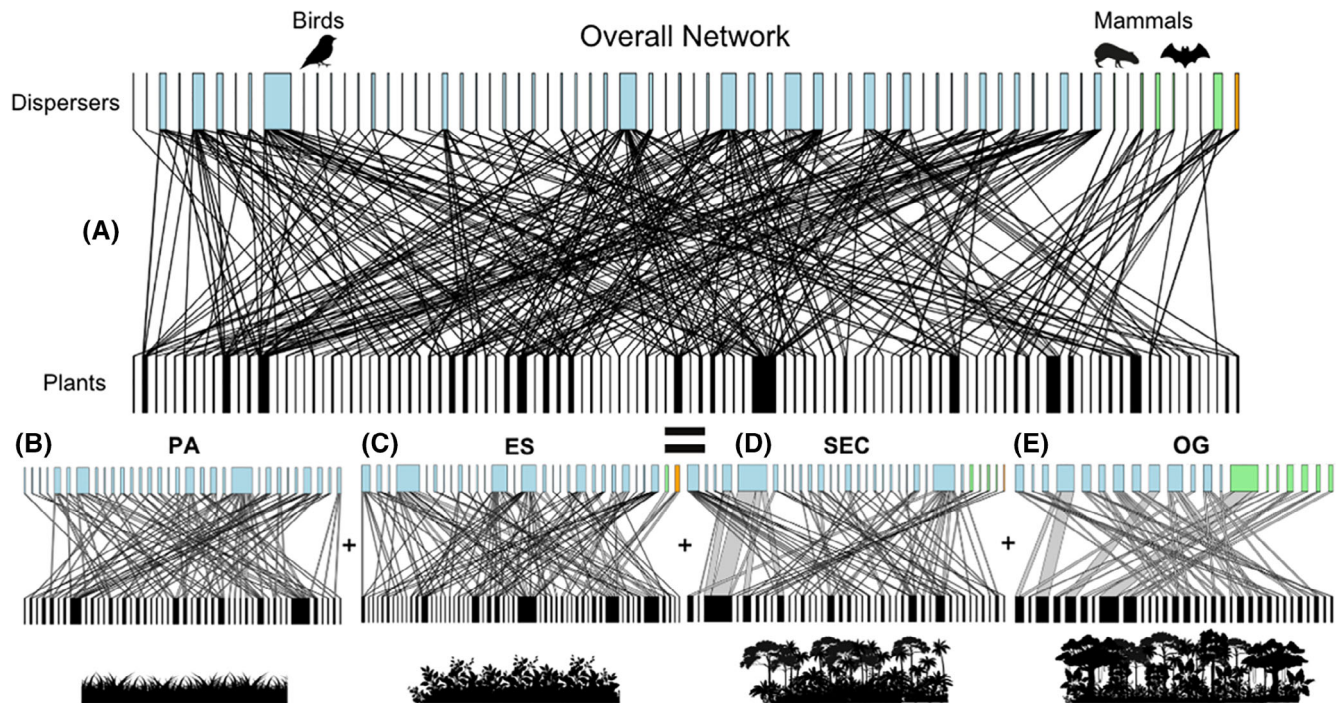 Birds
Overall Network
Mammals
Dispersers
(A)
Plants
(B) PA
(C) ES
=
(D) SEC
(E) OG
+
+
+